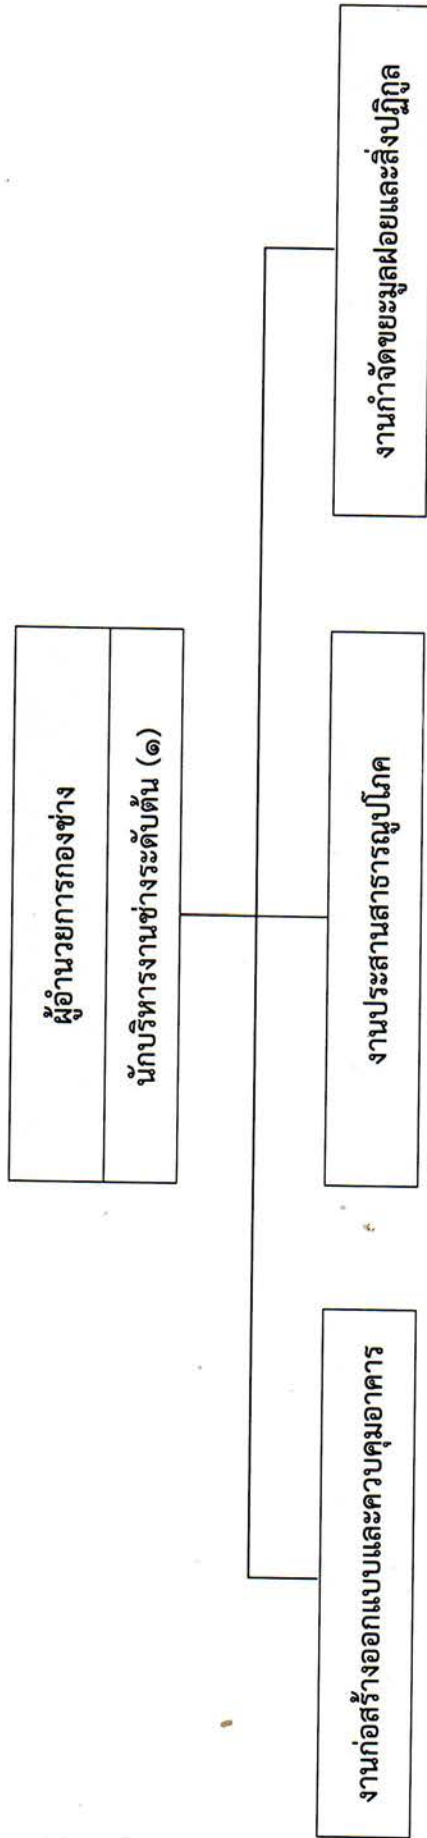 ผู้อำนวยการกองช่าง
นักบริหารงานช่างระดับต้น (๑)
งานก่อสร้างออกแบบและควบคุมอาคาร
งานประสานสาธารณูปโภค
งานกำจัดขยะมูลฝอยและสิ่งปฏิกูล